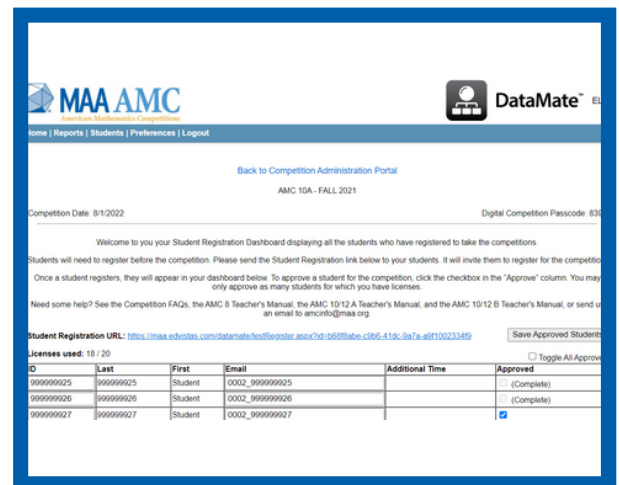 MAA AMC
American Mathematics Competitions
DataMate™
Home | Reports | Students | Preferences | Logout
Back to Competition Administration Portal
AMC 10A - FALL 2021
Competition Date: 8/1/2022 Digital Competition Passcode: 839
Welcome to you your Student Registration Dashboard displaying all the students who have registered to take the competitions.
Students will need to register before the competition. Please send the Student Registration link below to your students. It will invite them to register for the competitio
Once a student registers, they will appear in your dashboard below. To approve a student for the competition, click the checkbox in the "Approve" column. You may
only approve as many students for which you have licenses.
Need some help? See the Competition FAQs, the AMC 8 Teacher's Manual, the AMC 10/12 A Teacher's Manual, and the AMC 10/12 B Teacher's Manual, or send us
an email to amcinfo@maa.org.
Student Registration URL: https://maa.edvistas.com/datamate/testRegister.aspx?id=b68f8abe-c9b6-41dc-9a7a-a9f1002334f9 Save Approved Students
Licenses used: 18 / 20 Toggle All Approve
ID Last First Email Additional Time Approved
999999925 999999925 Student 0002_999999925 (Complete)
999999926 999999926 Student 0002_999999926 (Complete)
999999927 999999927 Student 0002_999999927